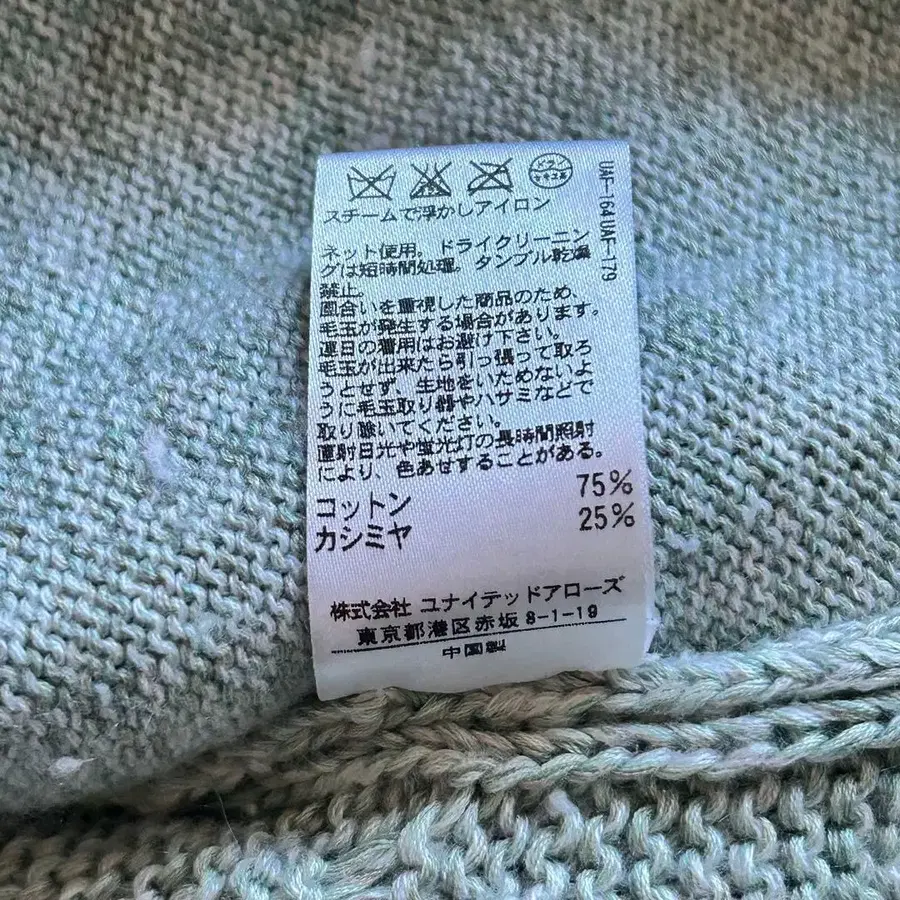 スチームで浮かしアイロン
ネット使用。ドライクリーニン
グは短時間処理。タンブル乾燥
禁止。
風合いを重視した商品のため、
毛玉が発生する場合があります。
連日の着用はお避け下さい。
毛玉が出来たら引っ張って取ろ
うとせず、生地をいためないよ
うに毛玉取り器やハサミなどで
取り除いてください。
直射日光や蛍光灯の長時間照射
により、色あせすることがある。
コットン 75%
カシミヤ 25%
株式会社 ユナイテッドアローズ
東京都港区赤坂 8-1-19
中国製
UAF-164 UAF-179